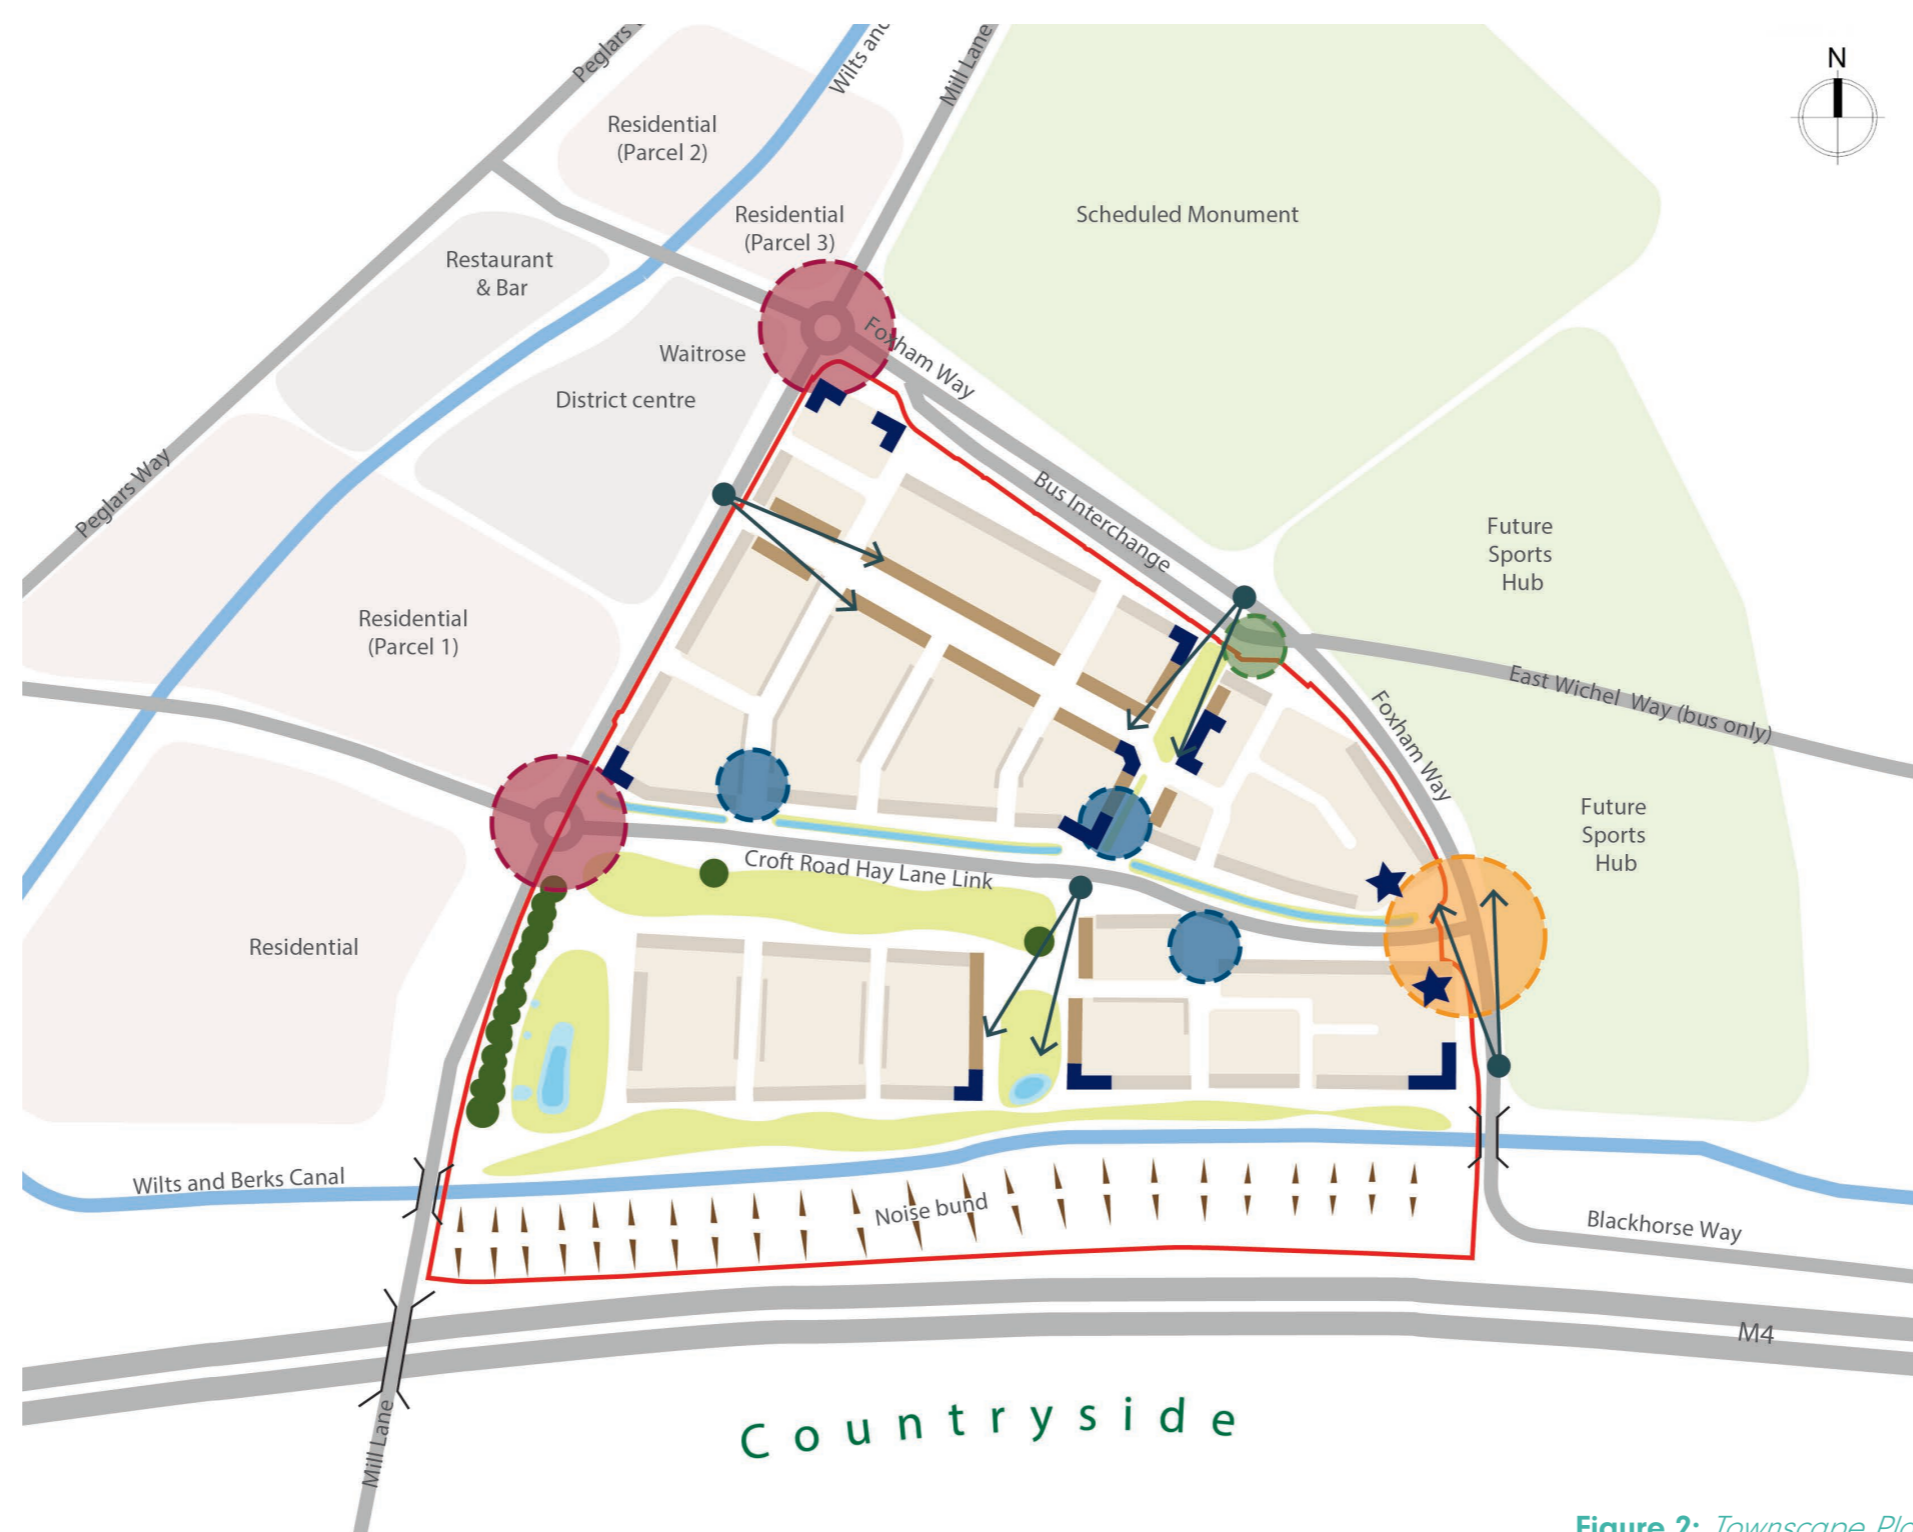 N
Peglars
Wilts and
Mill Lane
Residential
(Parcel 2)
Residential
(Parcel 3)
Scheduled Monument
Restaurant
& Bar
Waitrose
Foxham Way
District centre
Peglars Way
Bus Interchange
Future
Sports
Hub
Residential
(Parcel 1)
East Wichel Way (bus only)
Foxham Way
Future
Sports
Hub
Croft Road Hay Lane Link
Residential
Wilts and Berks Canal
Noise bund
Blackhorse Way
M4
Mill Lane
Countryside
Figure 2: Townscape